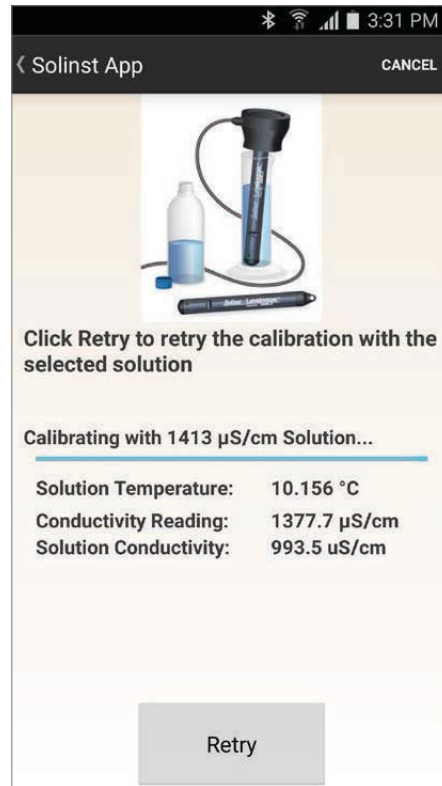 3:31 PM
Solinst App
CANCEL
Solinst Levelogger
Click Retry to retry the calibration with the
selected solution
Calibrating with 1413 µS/cm Solution...
Solution Temperature: 10.156 °C
Conductivity Reading: 1377.7 µS/cm
Solution Conductivity: 993.5 uS/cm
Retry